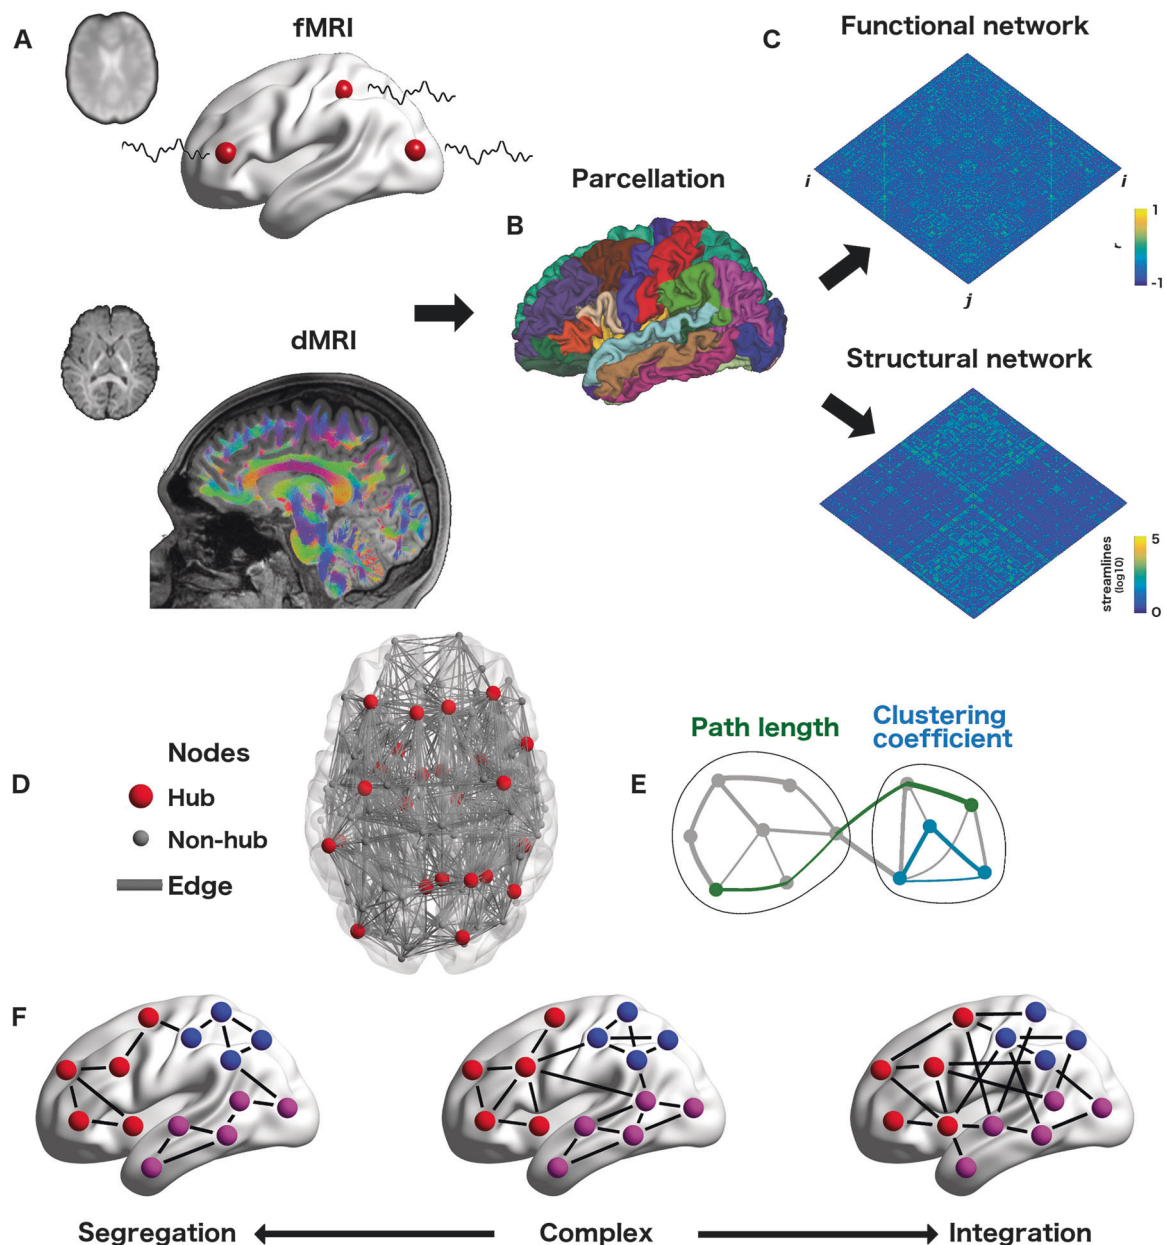 A
fMRI
C
Functional network
i
i
j
1
r
-1
Parcellation
B
dMRI
Structural network
5
streamlines
(log10)
0
D
Nodes
Hub
Non-hub
Edge
E
Path length
Clustering
coefficient
F
Segregation
Complex
Integration